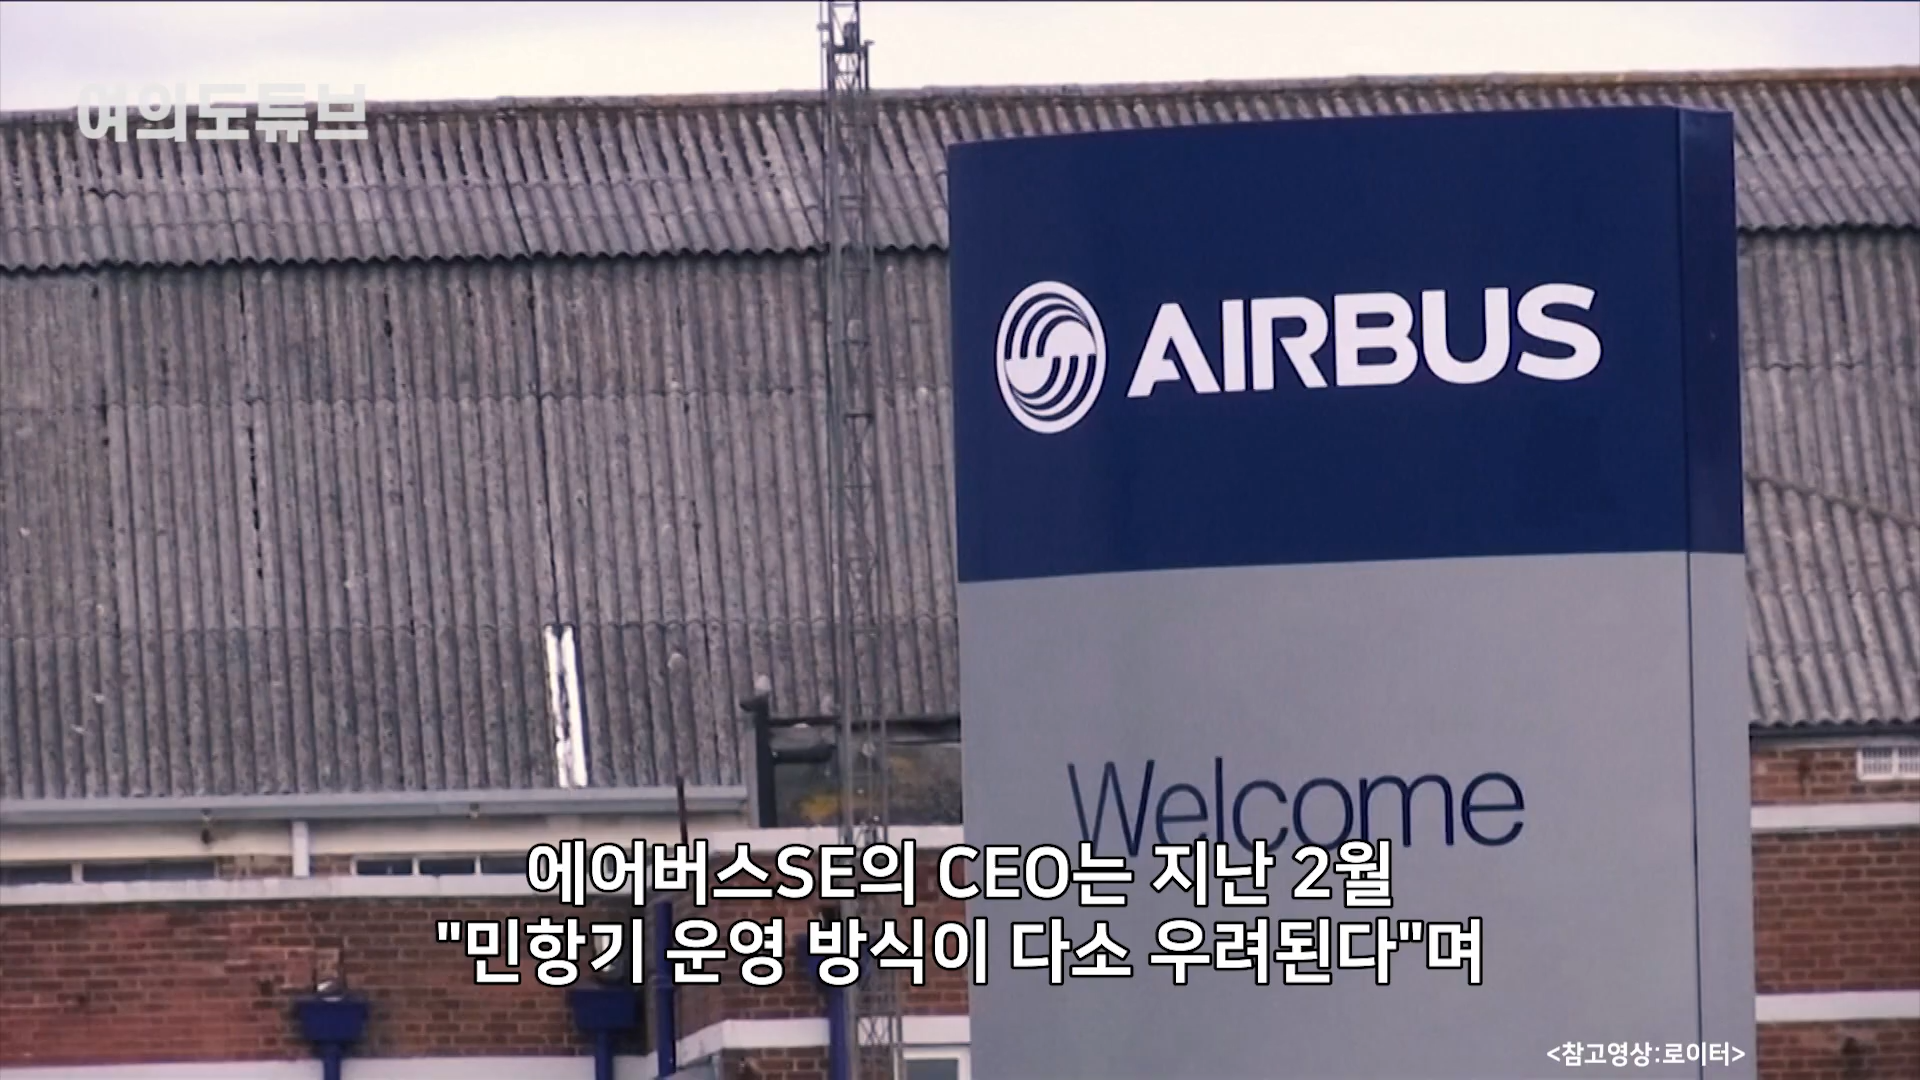 여의도튜브
AIRBUS
Welcome
에어버스SE의 CEO는 지난 2월
"민항기 운영 방식이 다소 우려된다"며
<참고영상:로이터>